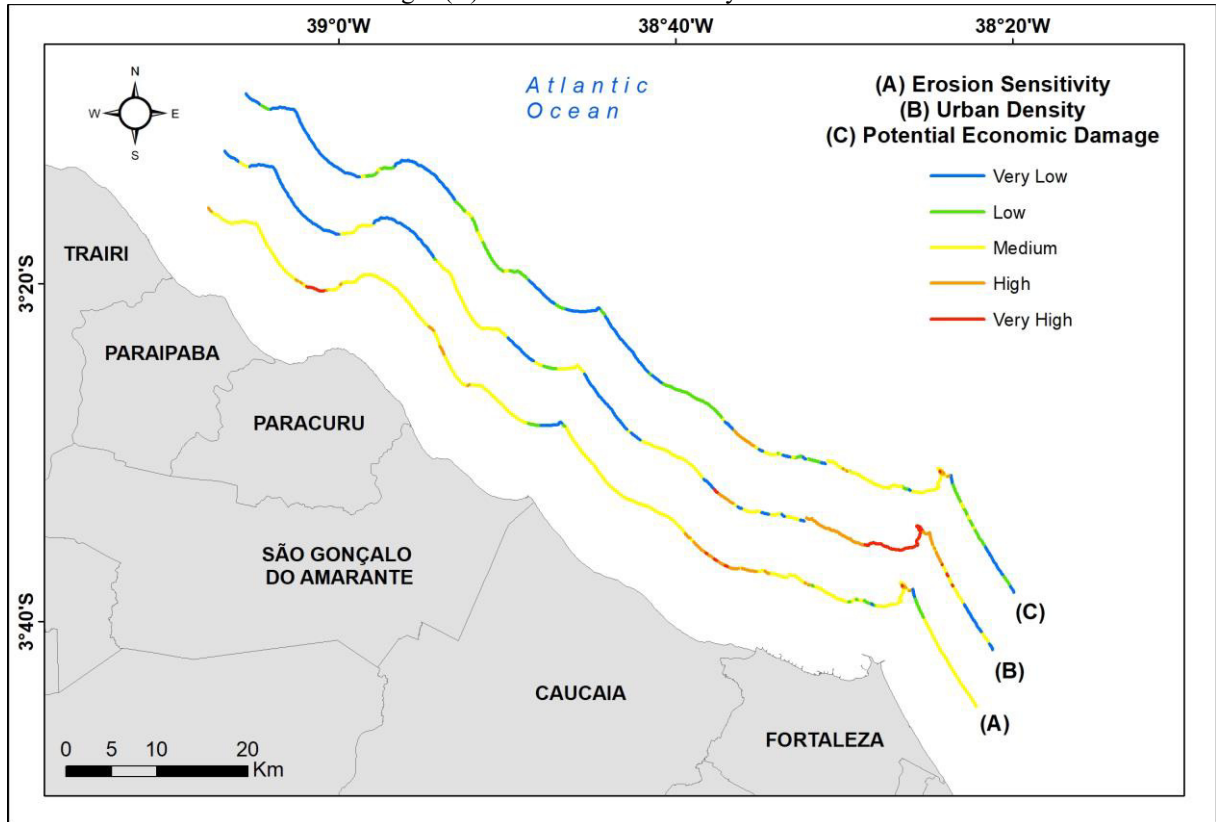 39°0'W 38°40'W 38°20'W
N
W E
S
Atlantic
Ocean
(A) Erosion Sensitivity
(B) Urban Density
(C) Potential Economic Damage
Very Low
Low
Medium
High
Very High
TRAIRI
3°20'S
PARAIPABA
PARACURU
SÃO GONÇALO
DO AMARANTE
3°40'S
(C)
(B)
(A)
CAUCAIA
FORTALEZA
0 5 10 20
Km